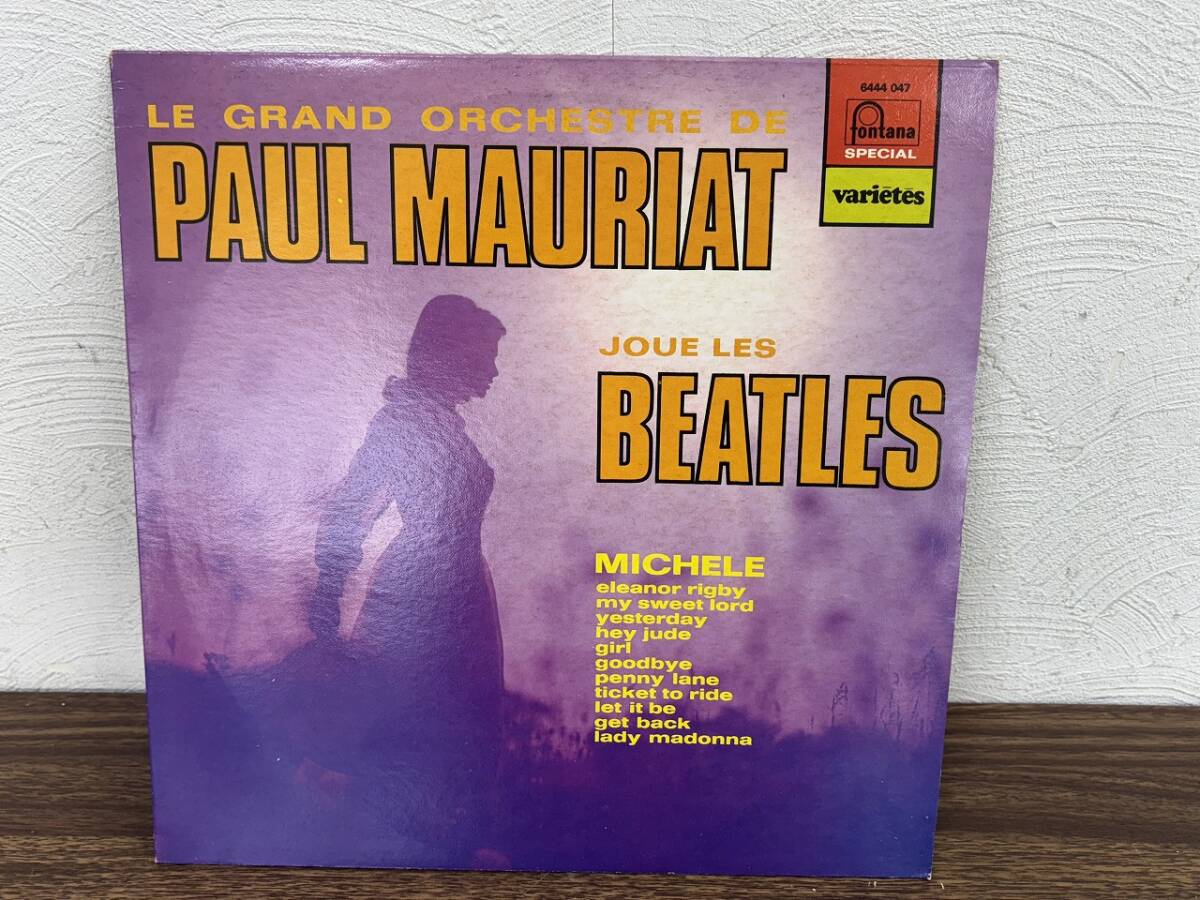 LE GRAND ORCHESTRE DE
PAUL MAURIAT
6444 047
fontana
SPECIAL
variétés
JOUE LES
BEATLES
MICHELE
eleanor rigby
my sweet lord
yesterday
hey jude
girl
goodbye
penny lane
ticket to ride
let it be
get back
lady madonna